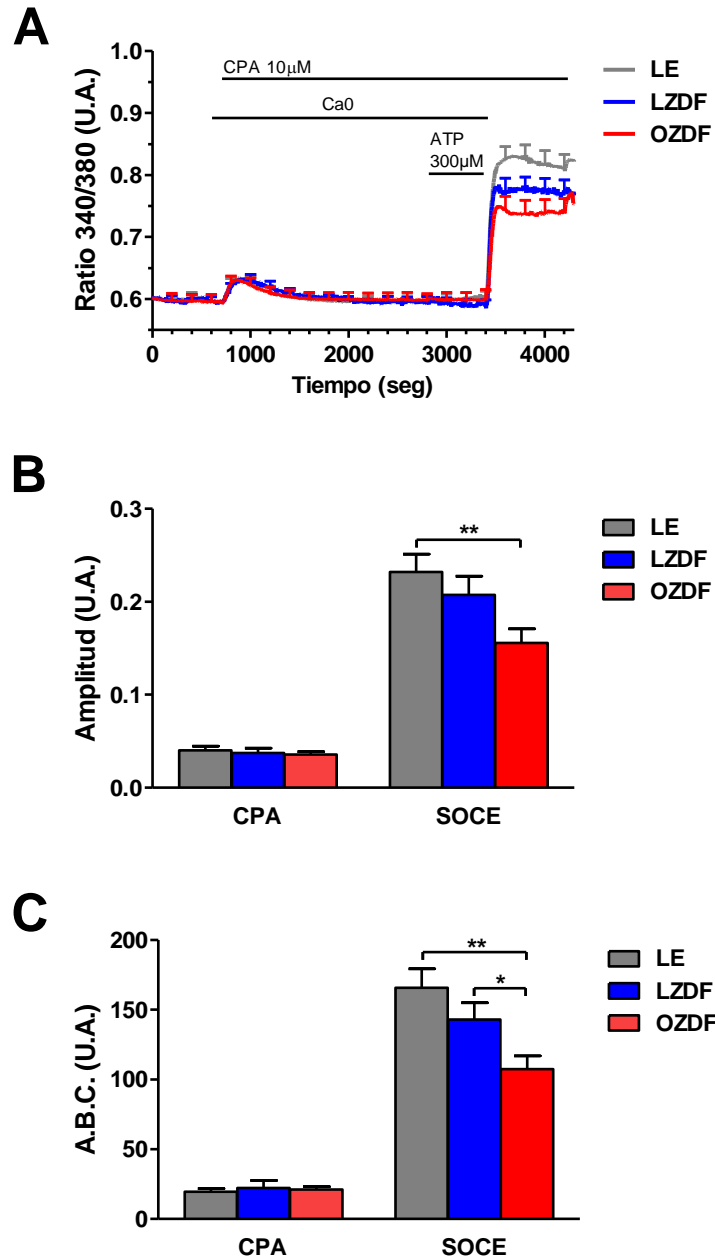 A
1.0
0.9
0.8
0.7
0.6
Ratio 340/380 (U.A.)
CPA 10µM
Ca0
ATP
300µM
0 1000 2000 3000 4000
Tiempo (seg)
LE
LZDF
OZDF
B
0.3
0.2
0.1
0.0
Amplitud (U.A.)
**
CPA SOCE
LE
LZDF
OZDF
C
200
150
100
50
0
A.B.C. (U.A.)
**
*
CPA SOCE
LE
LZDF
OZDF